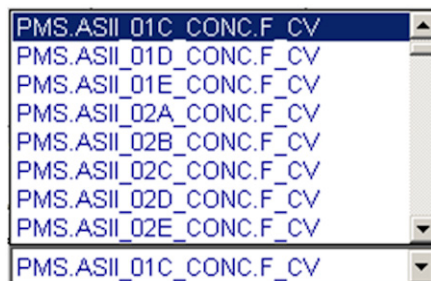 PMS.ASII_01C_CONC.F_CV
PMS.ASII_01D_CONC.F_CV
PMS.ASII_01E_CONC.F_CV
PMS.ASII_02A_CONC.F_CV
PMS.ASII_02B_CONC.F_CV
PMS.ASII_02C_CONC.F_CV
PMS.ASII_02D_CONC.F_CV
PMS.ASII_02E_CONC.F_CV
PMS.ASII_01C_CONC.F_CV